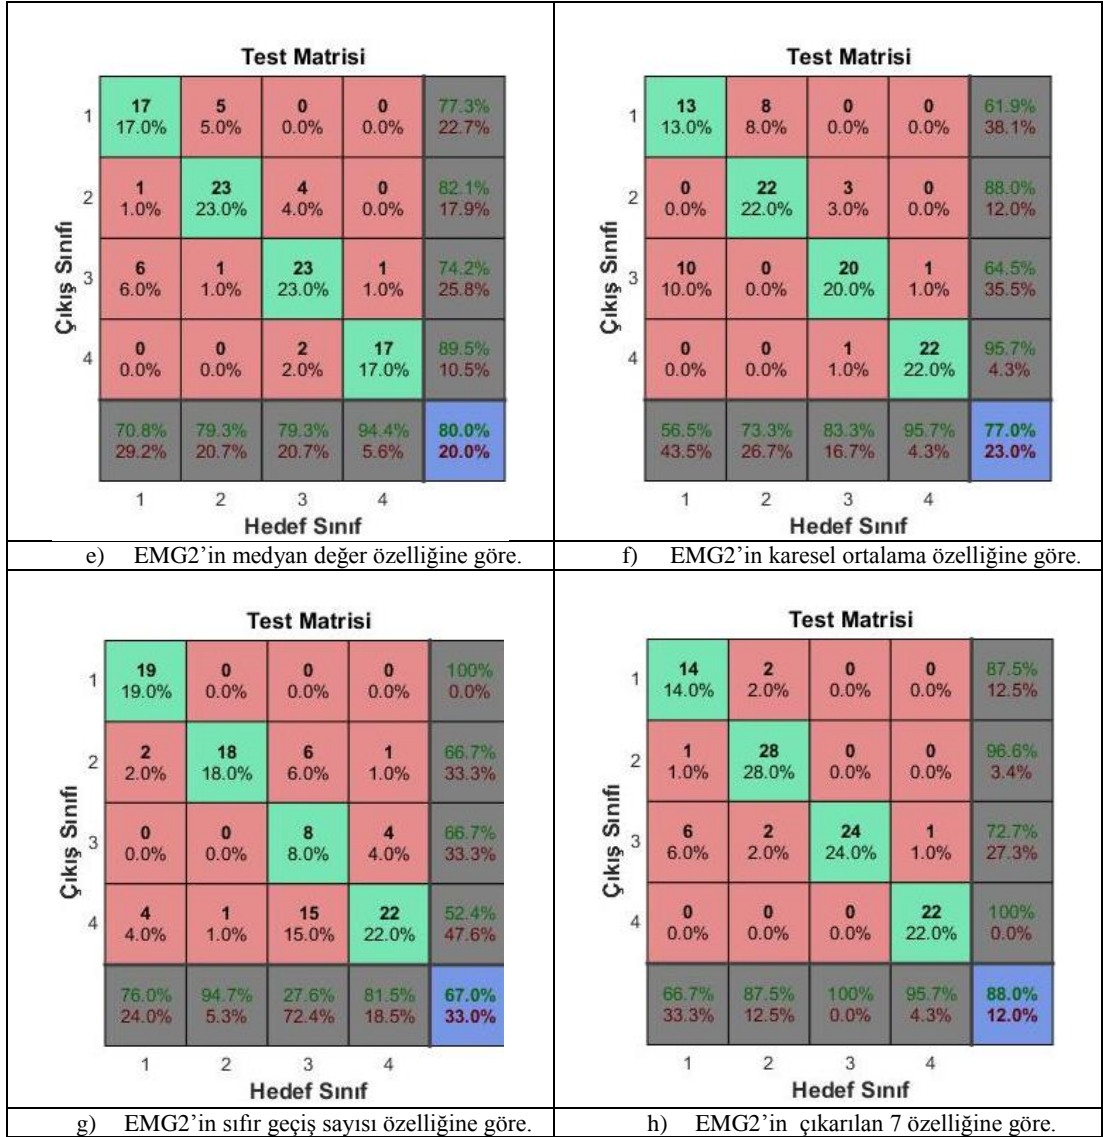 Test Matrisi
Çıkış Sınıfı
1
17 5 0 0 77.3%
17.0% 5.0% 0.0% 0.0% 22.7%
2
1 23 4 0 82.1%
1.0% 23.0% 4.0% 0.0% 17.9%
3
6 1 23 1 74.2%
6.0% 1.0% 23.0% 1.0% 25.8%
4
0 0 2 17 89.5%
0.0% 0.0% 2.0% 17.0% 10.5%
70.8% 79.3% 79.3% 94.4% 80.0%
29.2% 20.7% 20.7% 5.6% 20.0%
1 2 3 4
Hedef Sınıf
e) EMG2’in medyan değer özelliğine göre.
Test Matrisi
Çıkış Sınıfı
1
13 8 0 0 61.9%
13.0% 8.0% 0.0% 0.0% 38.1%
2
0 22 3 0 88.0%
0.0% 22.0% 3.0% 0.0% 12.0%
3
10 0 20 1 64.5%
10.0% 0.0% 20.0% 1.0% 35.5%
4
0 0 1 22 95.7%
0.0% 0.0% 1.0% 22.0% 4.3%
56.5% 73.3% 83.3% 95.7% 77.0%
43.5% 26.7% 16.7% 4.3% 23.0%
1 2 3 4
Hedef Sınıf
f) EMG2’in karesel ortalama özelliğine göre.
Test Matrisi
Çıkış Sınıfı
1
19 0 0 0 100%
19.0% 0.0% 0.0% 0.0% 0.0%
2
2 18 6 1 66.7%
2.0% 18.0% 6.0% 1.0% 33.3%
3
0 0 8 4 66.7%
0.0% 0.0% 8.0% 4.0% 33.3%
4
4 1 15 22 52.4%
4.0% 1.0% 15.0% 22.0% 47.6%
76.0% 94.7% 27.6% 81.5% 67.0%
24.0% 5.3% 72.4% 18.5% 33.0%
1 2 3 4
Hedef Sınıf
g) EMG2’in sıfır geçiş sayısı özelliğine göre.
Test Matrisi
Çıkış Sınıfı
1
14 2 0 0 87.5%
14.0% 2.0% 0.0% 0.0% 12.5%
2
1 28 0 0 96.6%
1.0% 28.0% 0.0% 0.0% 3.4%
3
6 2 24 1 72.7%
6.0% 2.0% 24.0% 1.0% 27.3%
4
0 0 0 22 100%
0.0% 0.0% 0.0% 22.0% 0.0%
66.7% 87.5% 100% 95.7% 88.0%
33.3% 12.5% 0.0% 4.3% 12.0%
1 2 3 4
Hedef Sınıf
h) EMG2’in çıkarılan 7 özelliğine göre.